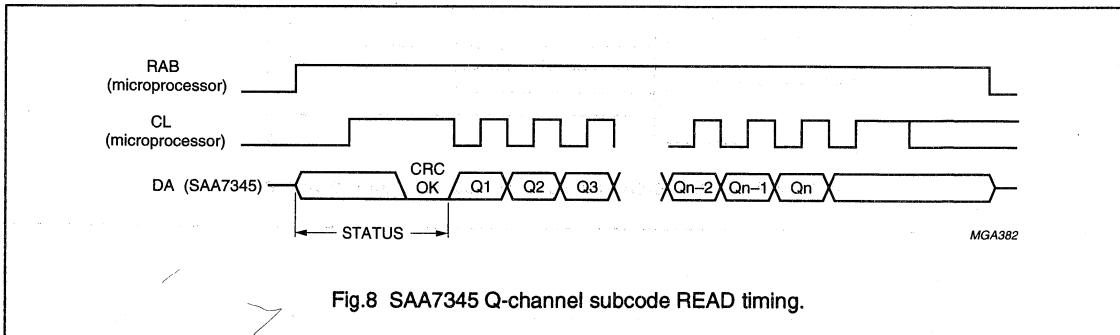 RAB
(microprocessor)
CL
(microprocessor)
DA (SAA7345)
CRC
OK
Q1
Q2
Q3
Qn–2
Qn–1
Qn
STATUS
MGA382
Fig.8 SAA7345 Q-channel subcode READ timing.